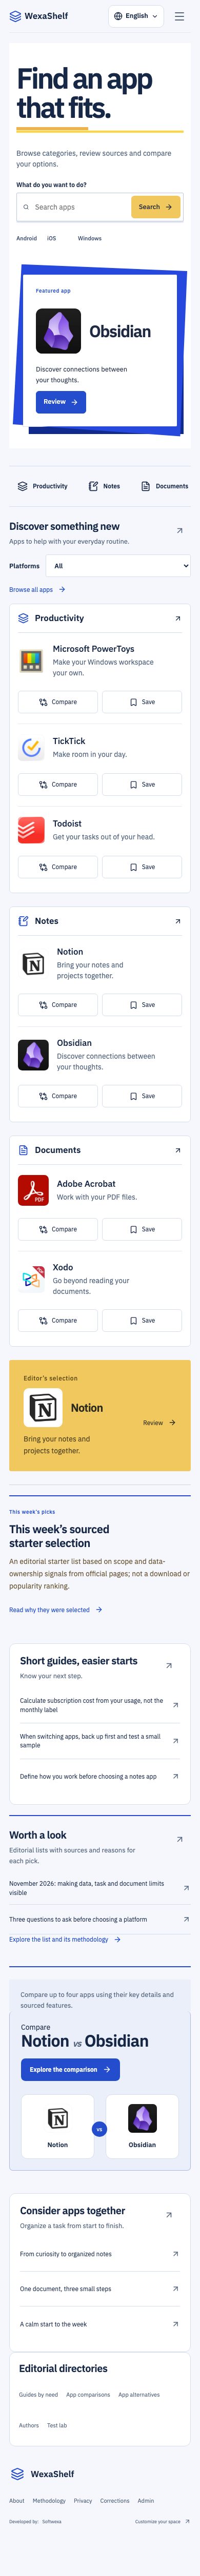 WexaShelf
English
Find an app
that fits.
Browse categories, review sources and compare
your options.
What do you want to do?
Search apps
Search
Android iOS Windows
Featured app
Obsidian
Discover connections between
your thoughts.
Review
Productivity Notes Documents
Discover something new
Apps to help with your everyday routine.
Platforms All
Browse all apps
Productivity
Microsoft PowerToys
Make your Windows workspace
your own.
Compare Save
TickTick
Make room in your day.
Compare Save
Todoist
Get your tasks out of your head.
Compare Save
Notes
Notion
Bring your notes and
projects together.
Compare Save
Obsidian
Discover connections between
your thoughts.
Compare Save
Documents
Adobe Acrobat
Work with your PDF files.
Compare Save
Xodo
Go beyond reading your
documents.
Compare Save
Editor's selection
Notion
Review
Bring your notes and
projects together.
This week's picks
This week's sourced
starter selection
An editorial starter list based on scope and data-
ownership signals from official pages; not a download or
popularity ranking.
Read why they were selected
Short guides, easier starts
Know your next step.
Calculate subscription cost from your usage, not the
monthly label
When switching apps, back up first and test a small
sample
Define how you work before choosing a notes app
Worth a look
Editorial lists with sources and reasons for
each pick.
November 2026: making data, task and document limits
visible
Three questions to ask before choosing a platform
Explore the list and its methodology
Compare up to four apps using their key details and
sourced features.
Compare
Notion vs Obsidian
Explore the comparison
Notion
vs
Obsidian
Consider apps together
Organize a task from start to finish.
From curiosity to organized notes
One document, three small steps
A calm start to the week
Editorial directories
Guides by need App comparisons App alternatives
Authors Test lab
WexaShelf
About Methodology Privacy Corrections Admin
Developed by: Softwexa
Customize your space